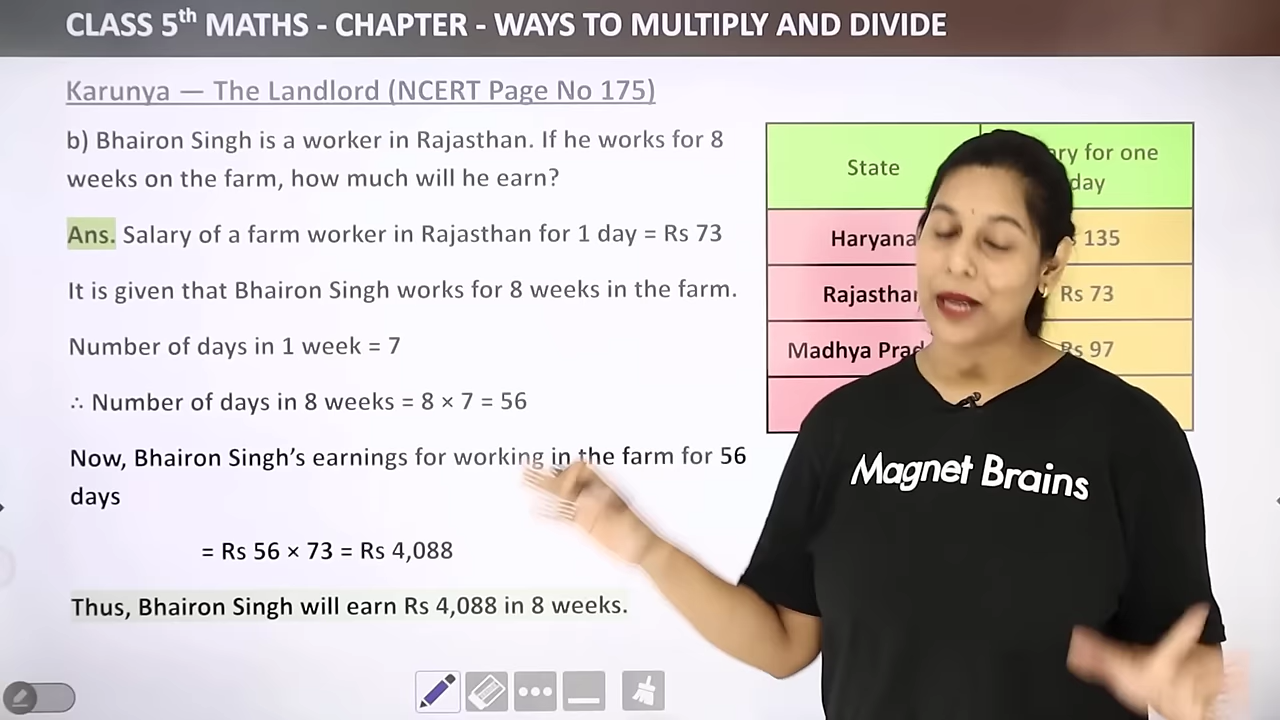 CLASS 5th MATHS - CHAPTER - WAYS TO MULTIPLY AND DIVIDE
Karunya — The Landlord (NCERT Page No 175)
b) Bhairon Singh is a worker in Rajasthan. If he works for 8
weeks on the farm, how much will he earn?
Ans. Salary of a farm worker in Rajasthan for 1 day = Rs 73
It is given that Bhairon Singh works for 8 weeks in the farm.
Number of days in 1 week = 7
∴ Number of days in 8 weeks = 8 × 7 = 56
Now, Bhairon Singh's earnings for working in the farm for 56
days
= Rs 56 × 73 = Rs 4,088
Thus, Bhairon Singh will earn Rs 4,088 in 8 weeks.
State
for one
day
Haryana 135
Rs 73
Madhya Rs 97
Magnet Brains